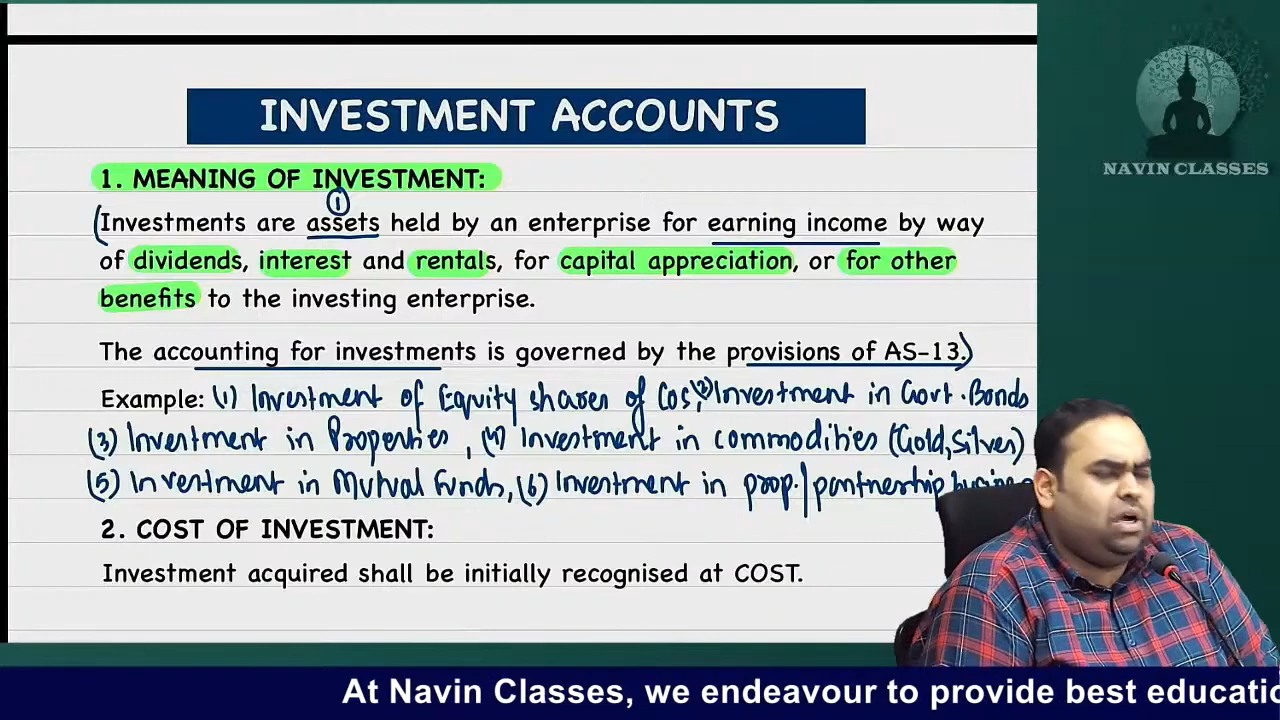 INVESTMENT ACCOUNTS
NAVIN CLASSES
1. MEANING OF INVESTMENT:
1
Investments are assets held by an enterprise for earning income by way
of dividends, interest and rentals, for capital appreciation, or for other
benefits to the investing enterprise.
The accounting for investments is governed by the provisions of AS-13.
Example: (1) Investment of Equity shares of Cos, (2) Investment in Govt. Bonds
(3) Investment in Properties, (4) Investment in commodities (Gold, Silver)
(5) Investment in Mutual Funds, (6) Investment in prop./partnership
2. COST OF INVESTMENT:
Investment acquired shall be initially recognised at COST.
At Navin Classes, we endeavour to provide best educati